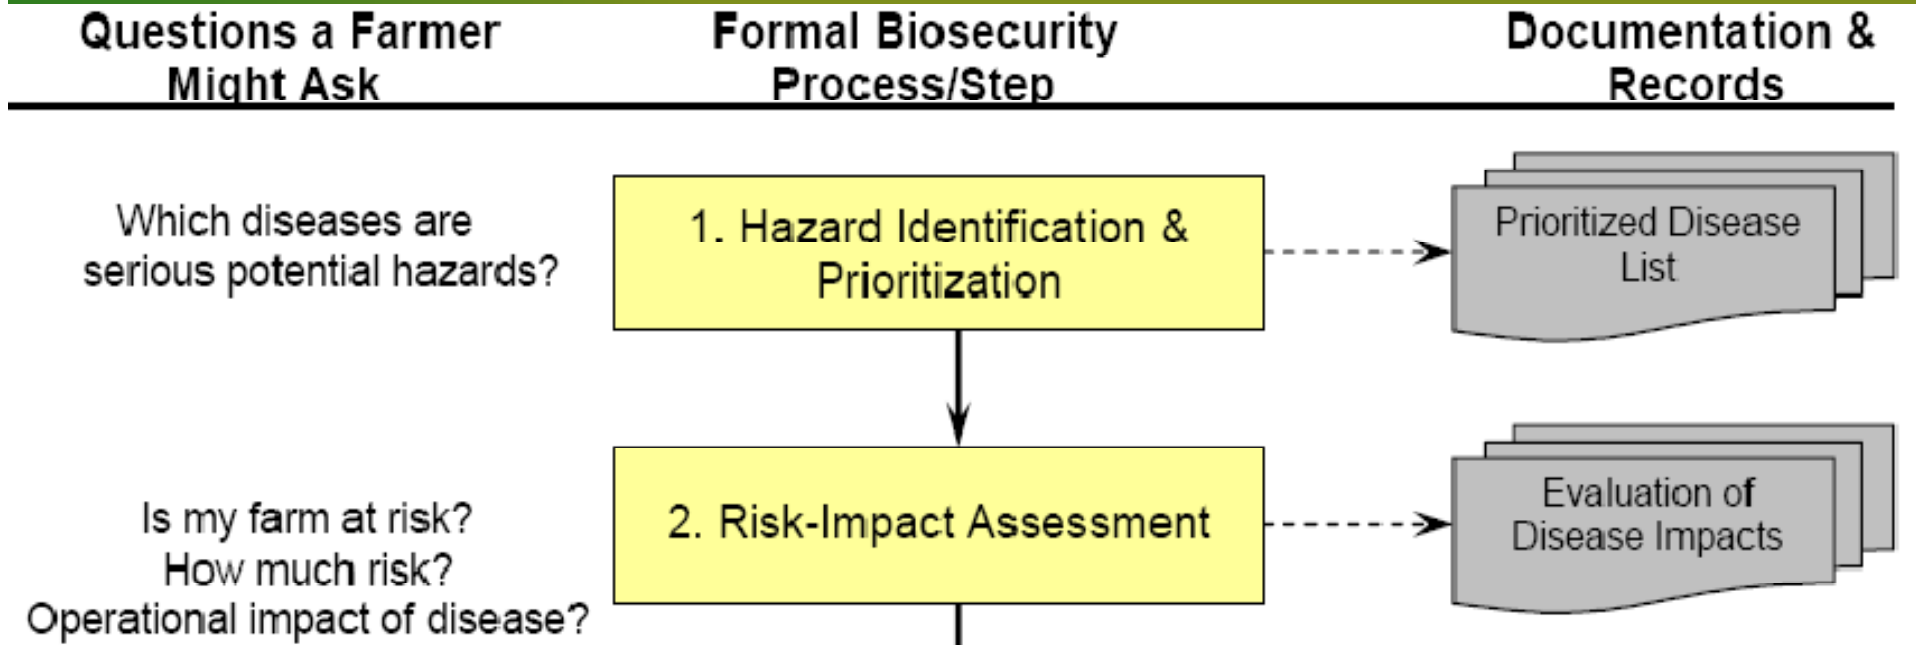 Questions a Farmer
Might Ask
Formal Biosecurity
Process/Step
Documentation &
Records
Which diseases are
serious potential hazards?
1. Hazard Identification &
Prioritization
Prioritized Disease
List
Is my farm at risk?
How much risk?
Operational impact of disease?
2. Risk-Impact Assessment
Evaluation of
Disease Impacts